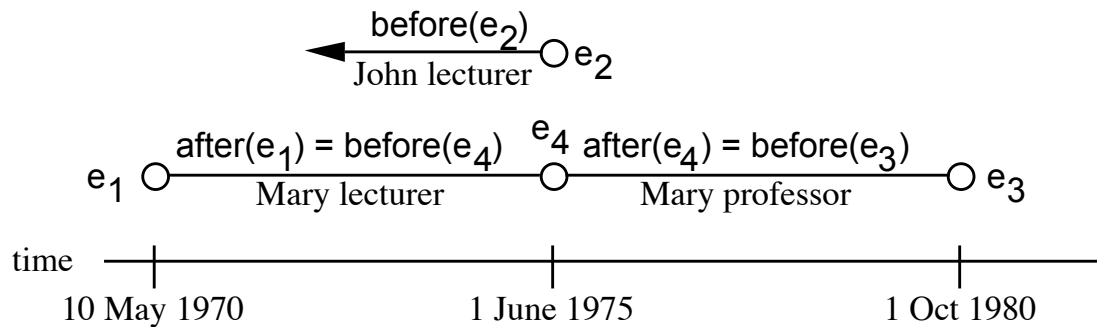 before(e2)
e2
John lecturer
e4
after(e1) = before(e4) after(e4) = before(e3)
e1 e3
Mary lecturer Mary professor
time
10 May 1970 1 June 1975 1 Oct 1980